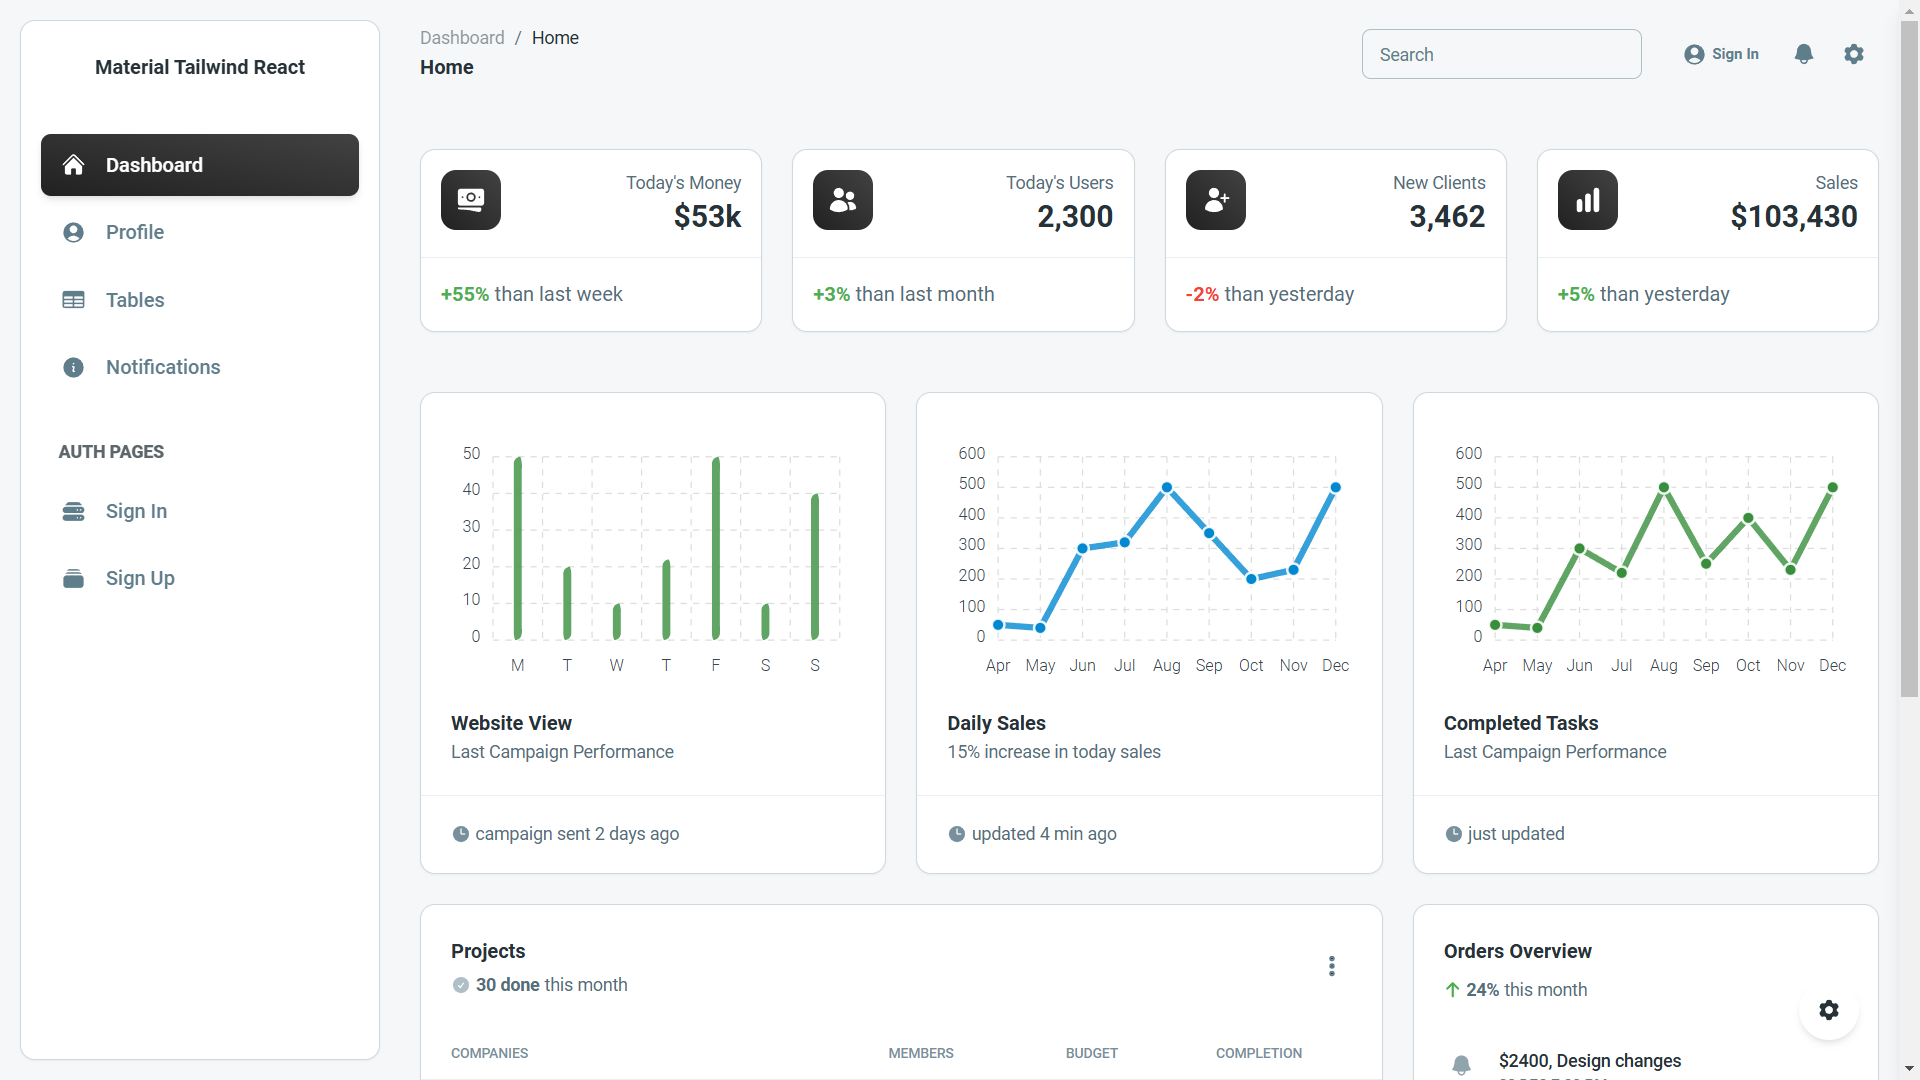 Material Tailwind React
Dashboard
Profile
Tables
Notifications
AUTH PAGES
Sign In
Sign Up
Dashboard / Home
Home
Search
Sign In
Today's Money
$53k
+55% than last week
Today's Users
2,300
+3% than last month
New Clients
3,462
-2% than yesterday
Sales
$103,430
+5% than yesterday
50
40
30
20
10
0
M T W T F S S
Website View
Last Campaign Performance
campaign sent 2 days ago
600
500
400
300
200
100
0
Apr May Jun Jul Aug Sep Oct Nov Dec
Daily Sales
15% increase in today sales
updated 4 min ago
600
500
400
300
200
100
0
Apr May Jun Jul Aug Sep Oct Nov Dec
Completed Tasks
Last Campaign Performance
just updated
Projects
30 done this month
COMPANIES MEMBERS BUDGET COMPLETION
Orders Overview
24% this month
$2400, Design changes